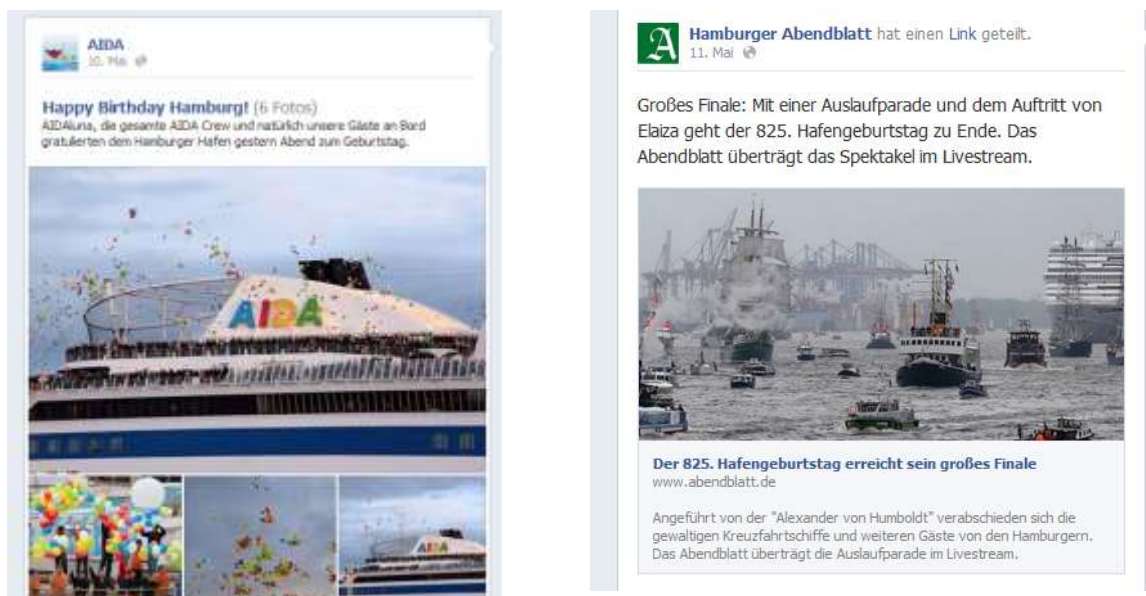 AIDA
10. Mai
Happy Birthday Hamburg! (6 Fotos)
AIDAluna, die gesamte AIDA Crew und natürlich unsere Gäste an Bord
gratulierten dem Hamburger Hafen gestern Abend zum Geburtstag.
AIDA
AIDA
A
Hamburger Abendblatt hat einen Link geteilt.
11. Mai
Großes Finale: Mit einer Auslaufparade und dem Auftritt von
Elaiza geht der 825. Hafengeburtstag zu Ende. Das
Abendblatt überträgt das Spektakel im Livestream.
Der 825. Hafengeburtstag erreicht sein großes Finale
www.abendblatt.de
Angeführt von der "Alexander von Humboldt" verabschieden sich die
gewaltigen Kreuzfahrtschiffe und weiteren Gäste von den Hamburgern.
Das Abendblatt überträgt die Auslaufparade im Livestream.